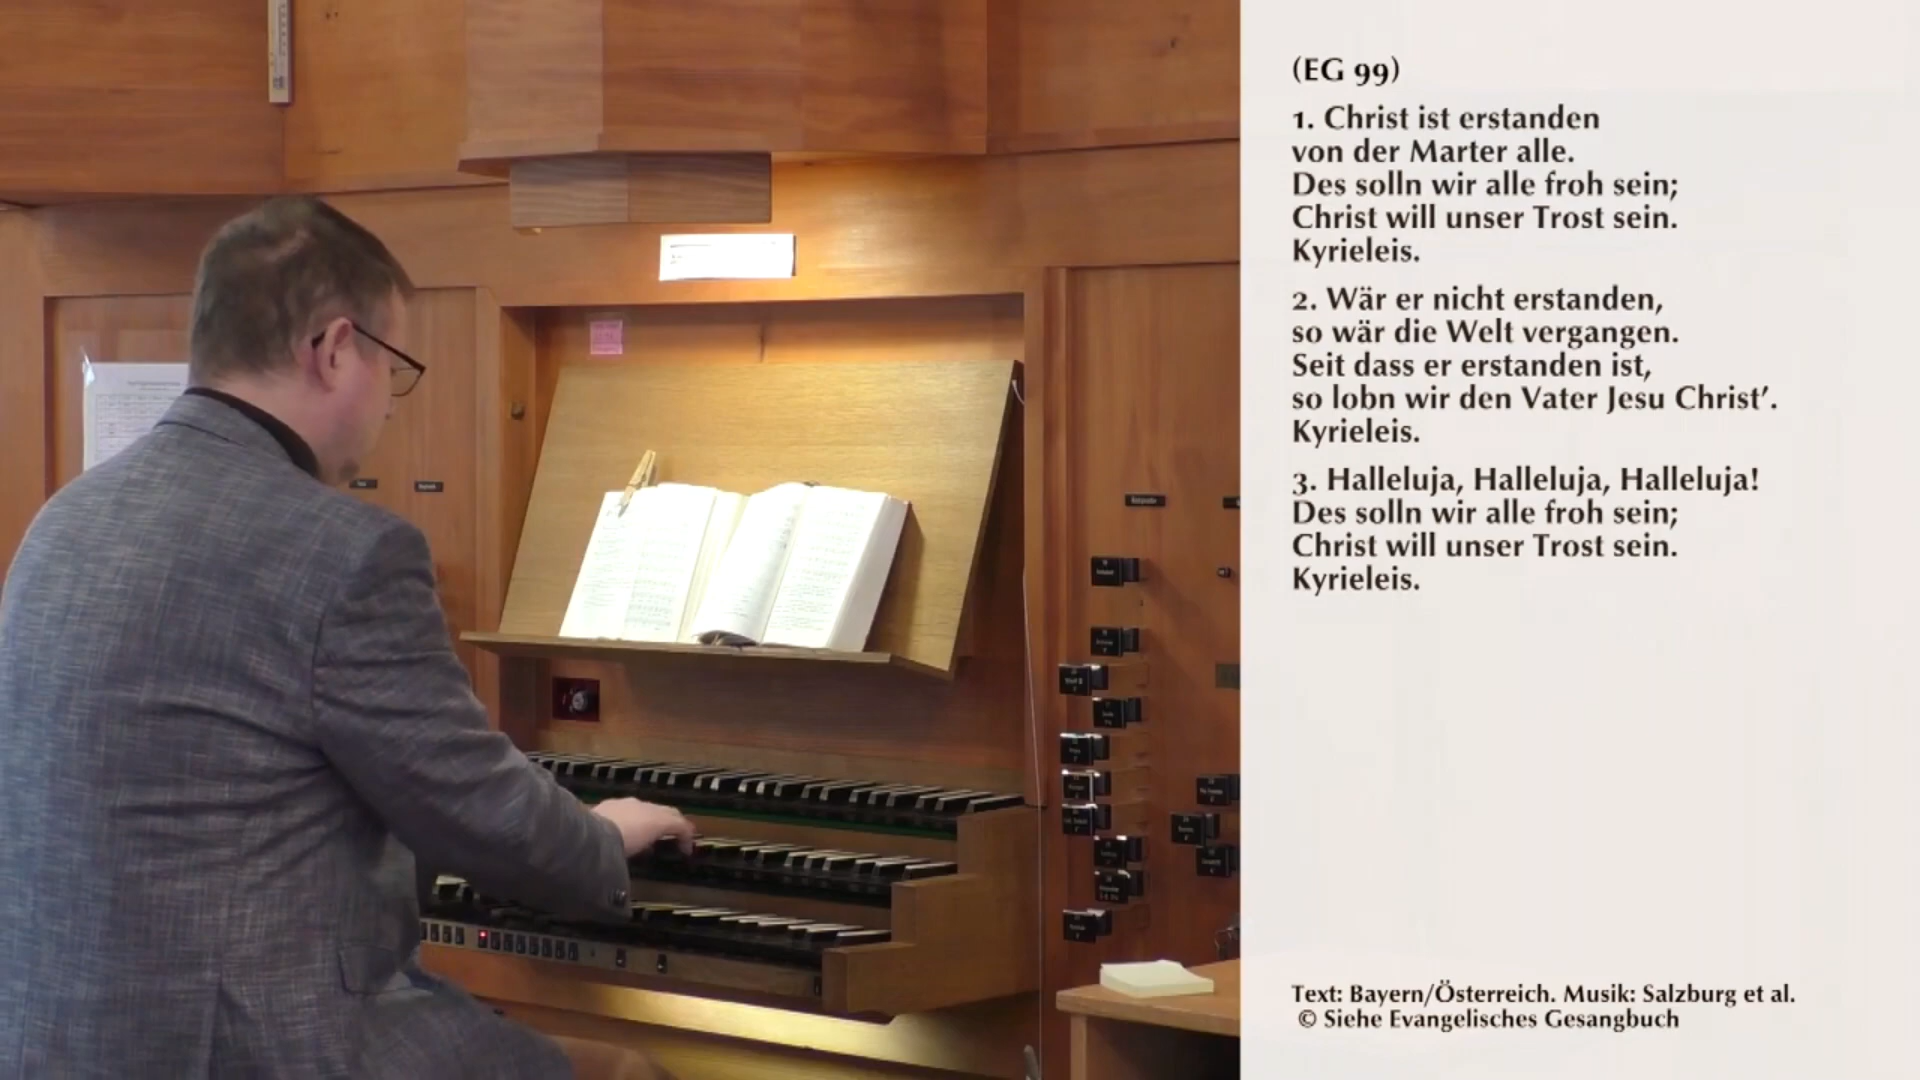 (EG 99)
1. Christ ist erstanden
von der Marter alle.
Des solln wir alle froh sein;
Christ will unser Trost sein.
Kyrieleis.
2. Wär er nicht erstanden,
so wär die Welt vergangen.
Seit dass er erstanden ist,
so lobn wir den Vater Jesu Christ’.
Kyrieleis.
3. Halleluja, Halleluja, Halleluja!
Des solln wir alle froh sein;
Christ will unser Trost sein.
Kyrieleis.
Text: Bayern/Österreich. Musik: Salzburg et al.
© Siehe Evangelisches Gesangbuch